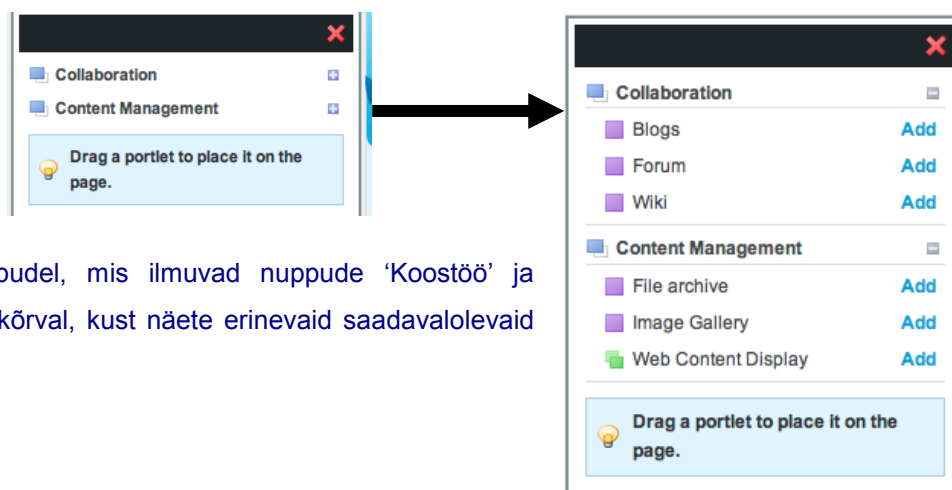 Collaboration
Content Management
Drag a portlet to place it on the
page.
mis ilmuvad nuppude ‘Koostöö’ ja
kõrval, kust näete erinevaid saadavalolevaid
Collaboration
Blogs Add
Forum Add
Wiki Add
Content Management
File archive Add
Image Gallery Add
Web Content Display Add
Drag a portlet to place it on the
page.